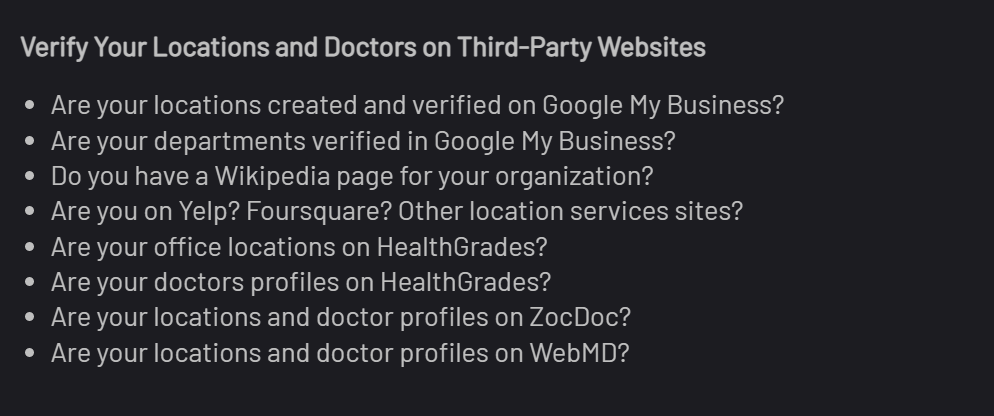 Verify Your Locations and Doctors on Third-Party Websites
• Are your locations created and verified on Google My Business?
• Are your departments verified in Google My Business?
• Do you have a Wikipedia page for your organization?
• Are you on Yelp? Foursquare? Other location services sites?
• Are your office locations on HealthGrades?
• Are your doctors profiles on HealthGrades?
• Are your locations and doctor profiles on ZocDoc?
• Are your locations and doctor profiles on WebMD?